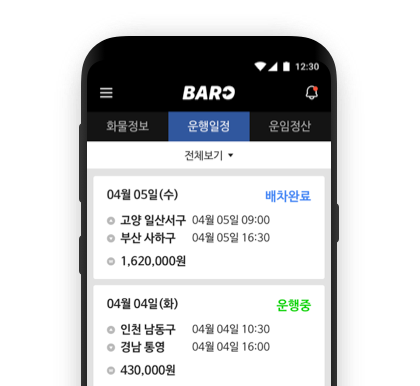 12:30
BARO
화물정보 운행일정 운임정산
전체보기
04월 05일(수) 배차완료
고양 일산서구 04월 05일 09:00
부산 사하구 04월 05일 16:30
1,620,000원
04월 04일(화) 운행중
인천 남동구 04월 04일 10:30
경남 통영 04월 04일 16:00
430,000원